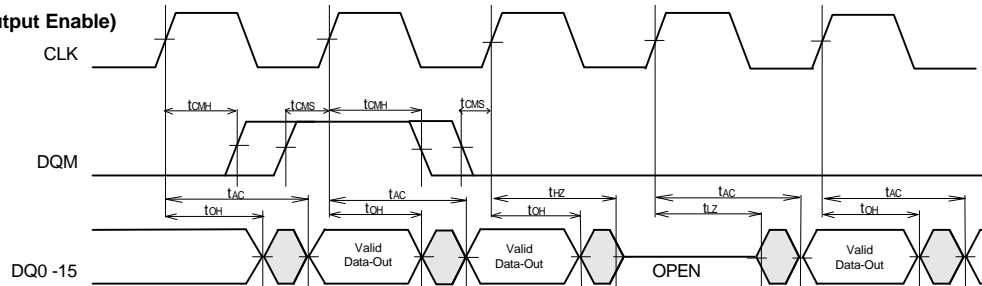 tput Enable)
CLK
tCMH tCMS tCMH tCMS
DQM
tAC tAC tHZ tAC tAC
tOH tOH tOH tLZ tOH
DQ0 -15
Valid
Data-Out
Valid
Data-Out
OPEN
Valid
Data-Out